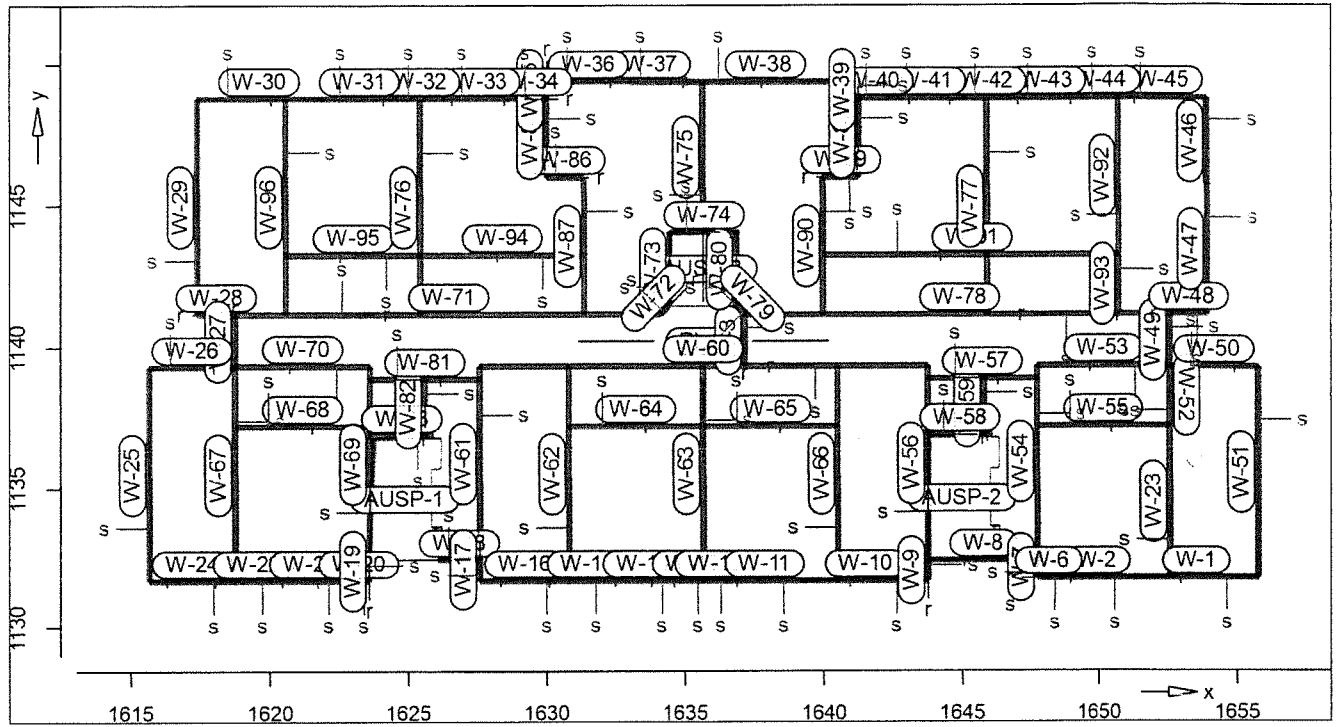 s s s s s r s s s s s s s s s
W-36 W-37 W-38 W-39
W-30 W-31 W-32 W-33 W-34 W-41 W-42 W-43 W-44 W-45
r
y
s s s W-46 s
s s
W-86
s W-75 W-92 s
1145
W-29 W-96 W-76 W-77
s s s s s
W-74
W-95 W-94 W-87 W-73 W-80 W-90 W-47
s s s s s
W-93
W-28 W-71 W-72 W-79 W-78 W-48
r s s r W-49
1140
W-26 W-70 W-81 W-60 W-57 W-53 W-50
s s s r s s
W-82 W-52
W-68 W-64 W-65 W-58 W-55
s s s
W-25 W-67 W-69 W-61 W-62 W-63 W-66 W-56 W-54 W-51
1135
AUSP-1 AUSP-2 W-23
s s s s s s
W-8
W-24 W-19 W-17 W-11 W-10 W-9 W-6 W-2 W-1
r r s
1130
s s s s s s s s s s s s s s
x
1615 1620 1625 1630 1635 1640 1645 1650 1655